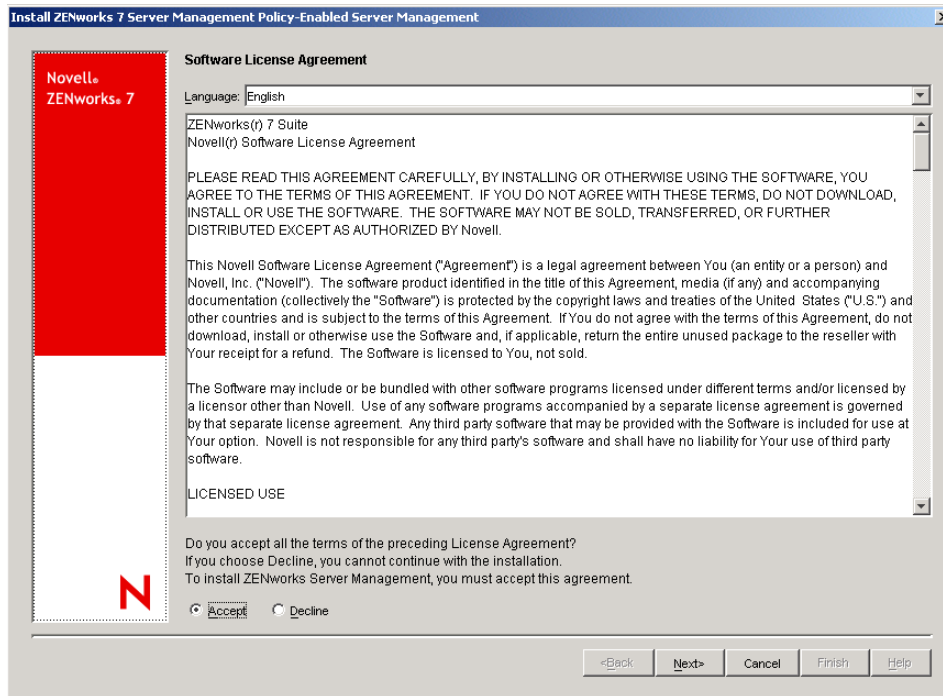 Install ZENworks 7 Server Management Policy-Enabled Server Management
Novell®
ZENworks® 7
Software License Agreement
Language: English
ZENworks(r) 7 Suite
Novell(r) Software License Agreement
PLEASE READ THIS AGREEMENT CAREFULLY, BY INSTALLING OR OTHERWISE USING THE SOFTWARE, YOU
AGREE TO THE TERMS OF THIS AGREEMENT.  IF YOU DO NOT AGREE WITH THESE TERMS, DO NOT DOWNLOAD,
INSTALL OR USE THE SOFTWARE.  THE SOFTWARE MAY NOT BE SOLD, TRANSFERRED, OR FURTHER
DISTRIBUTED EXCEPT AS AUTHORIZED BY Novell.
This Novell Software License Agreement ("Agreement") is a legal agreement between You (an entity or a person) and
Novell, Inc. ("Novell").  The software product identified in the title of this Agreement, media (if any) and accompanying
documentation (collectively the "Software") is protected by the copyright laws and treaties of the United  States ("U.S.") and
other countries and is subject to the terms of this Agreement.  If You do not agree with the terms of this Agreement, do not
download, install or otherwise use the Software and, if applicable, return the entire unused package to the reseller with
Your receipt for a refund.  The Software is licensed to You, not sold.
The Software may include or be bundled with other software programs licensed under different terms and/or licensed by
a licensor other than Novell.  Use of any software programs accompanied by a separate license agreement is governed
by that separate license agreement.  Any third party software that may be provided with the Software is included for use at
Your option.  Novell is not responsible for any third party's software and shall have no liability for Your use of third party
software.
LICENSED USE
Do you accept all the terms of the preceding License Agreement?
If you choose Decline, you cannot continue with the installation.
To install ZENworks Server Management, you must accept this agreement.
Accept Decline
N
<Back Next> Cancel Finish Help